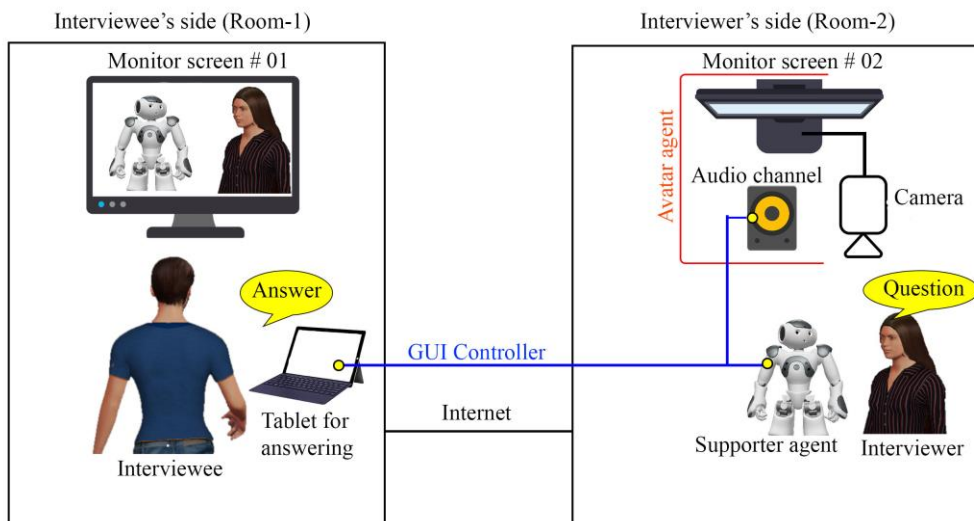 Interviewee's side (Room-1)
Monitor screen # 01
Answer
Tablet for
answering
Interviewee
GUI Controller
Internet
Interviewer's side (Room-2)
Monitor screen # 02
Avatar agent
Audio channel
Camera
Question
Supporter agent
Interviewer